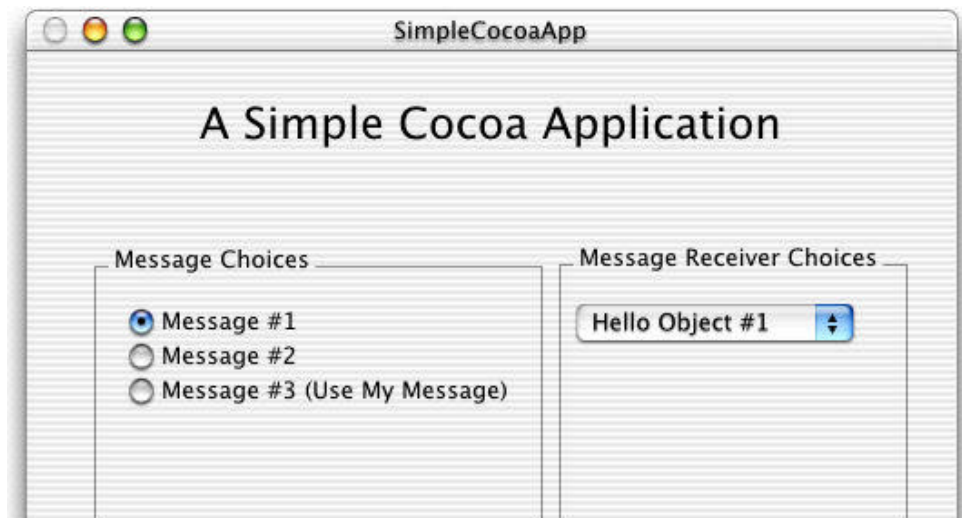 SimpleCocoaApp
A Simple Cocoa Application
Message Choices
Message #1
Message #2
Message #3 (Use My Message)
Message Receiver Choices
Hello Object #1